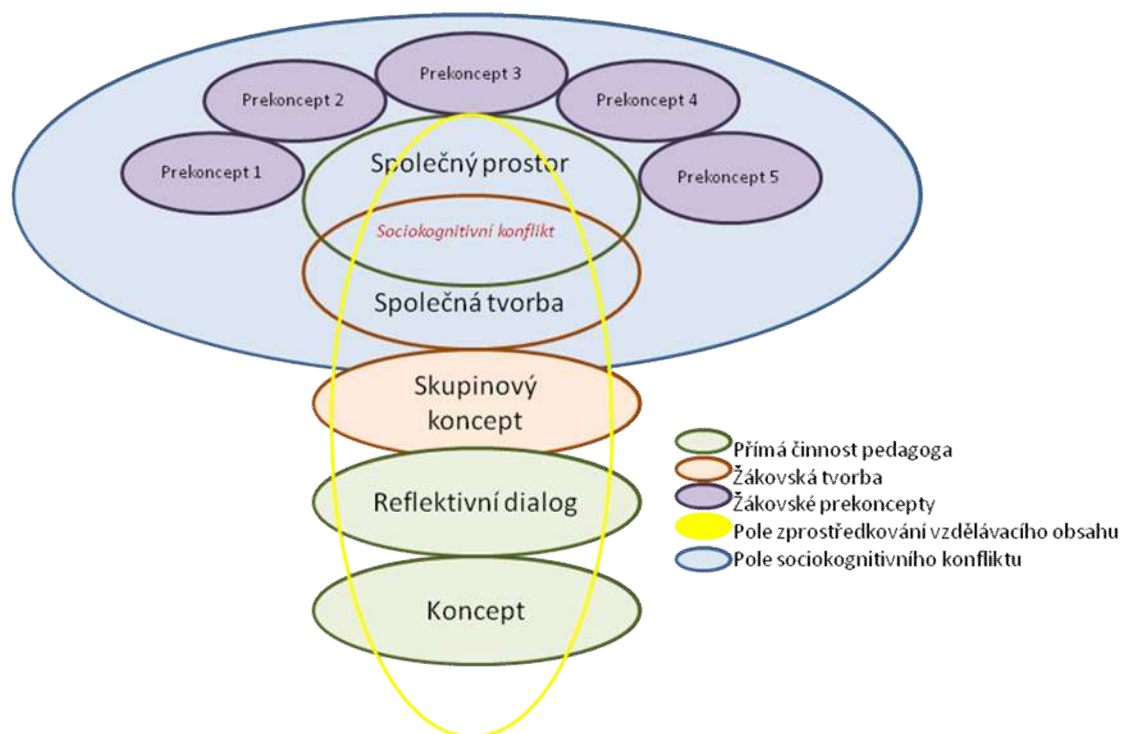 Prekoncept 3
Prekoncept 2
Prekoncept 4
Prekoncept 1
Prekoncept 5
Společný prostor
Sociokognitivní konflikt
Společná tvorba
Skupinový
koncept
Reflektivní dialog
Koncept
Přímá činnost pedagoga
Žákovská tvorba
Žákovské prekoncepty
Pole zprostředkování vzdělávacího obsahu
Pole sociokognitivního konfliktu